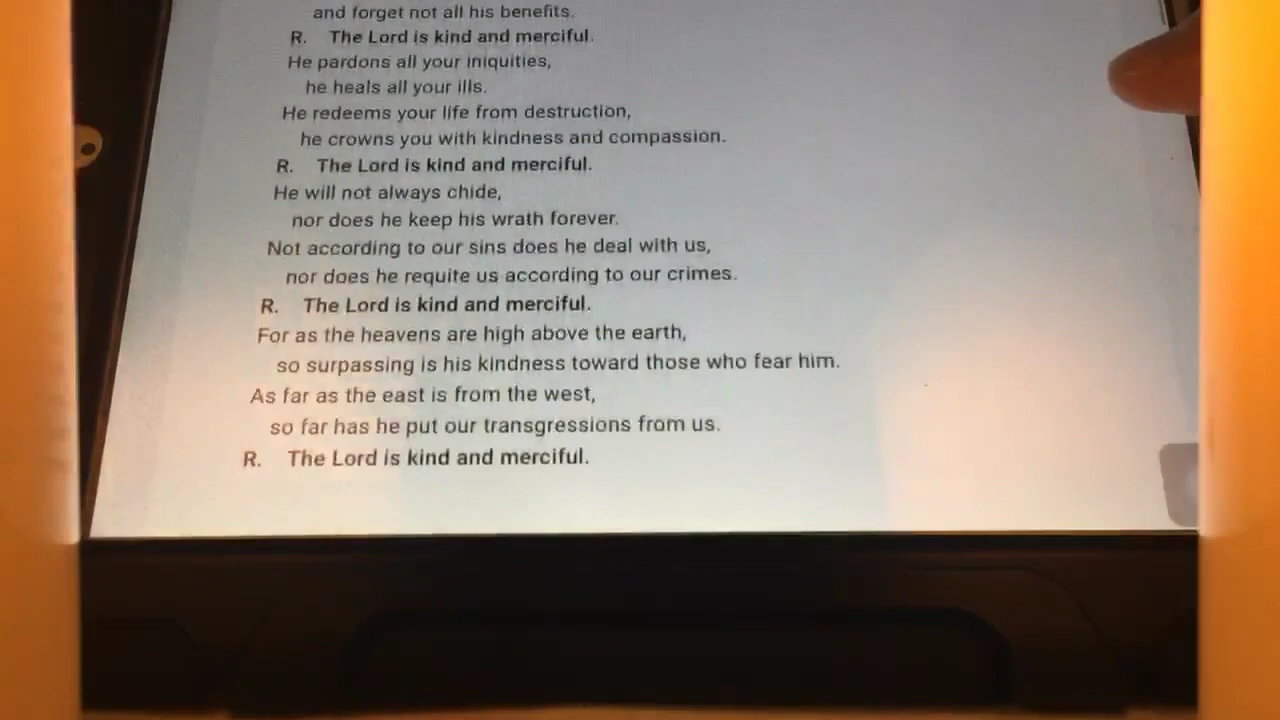 and forget not all his benefits.
R. The Lord is kind and merciful.
He pardons all your iniquities,
he heals all your ills.
He redeems your life from destruction,
he crowns you with kindness and compassion.
R. The Lord is kind and merciful.
He will not always chide,
nor does he keep his wrath forever.
Not according to our sins does he deal with us,
nor does he requite us according to our crimes.
R. The Lord is kind and merciful.
For as the heavens are high above the earth,
so surpassing is his kindness toward those who fear him.
As far as the east is from the west,
so far has he put our transgressions from us.
R. The Lord is kind and merciful.